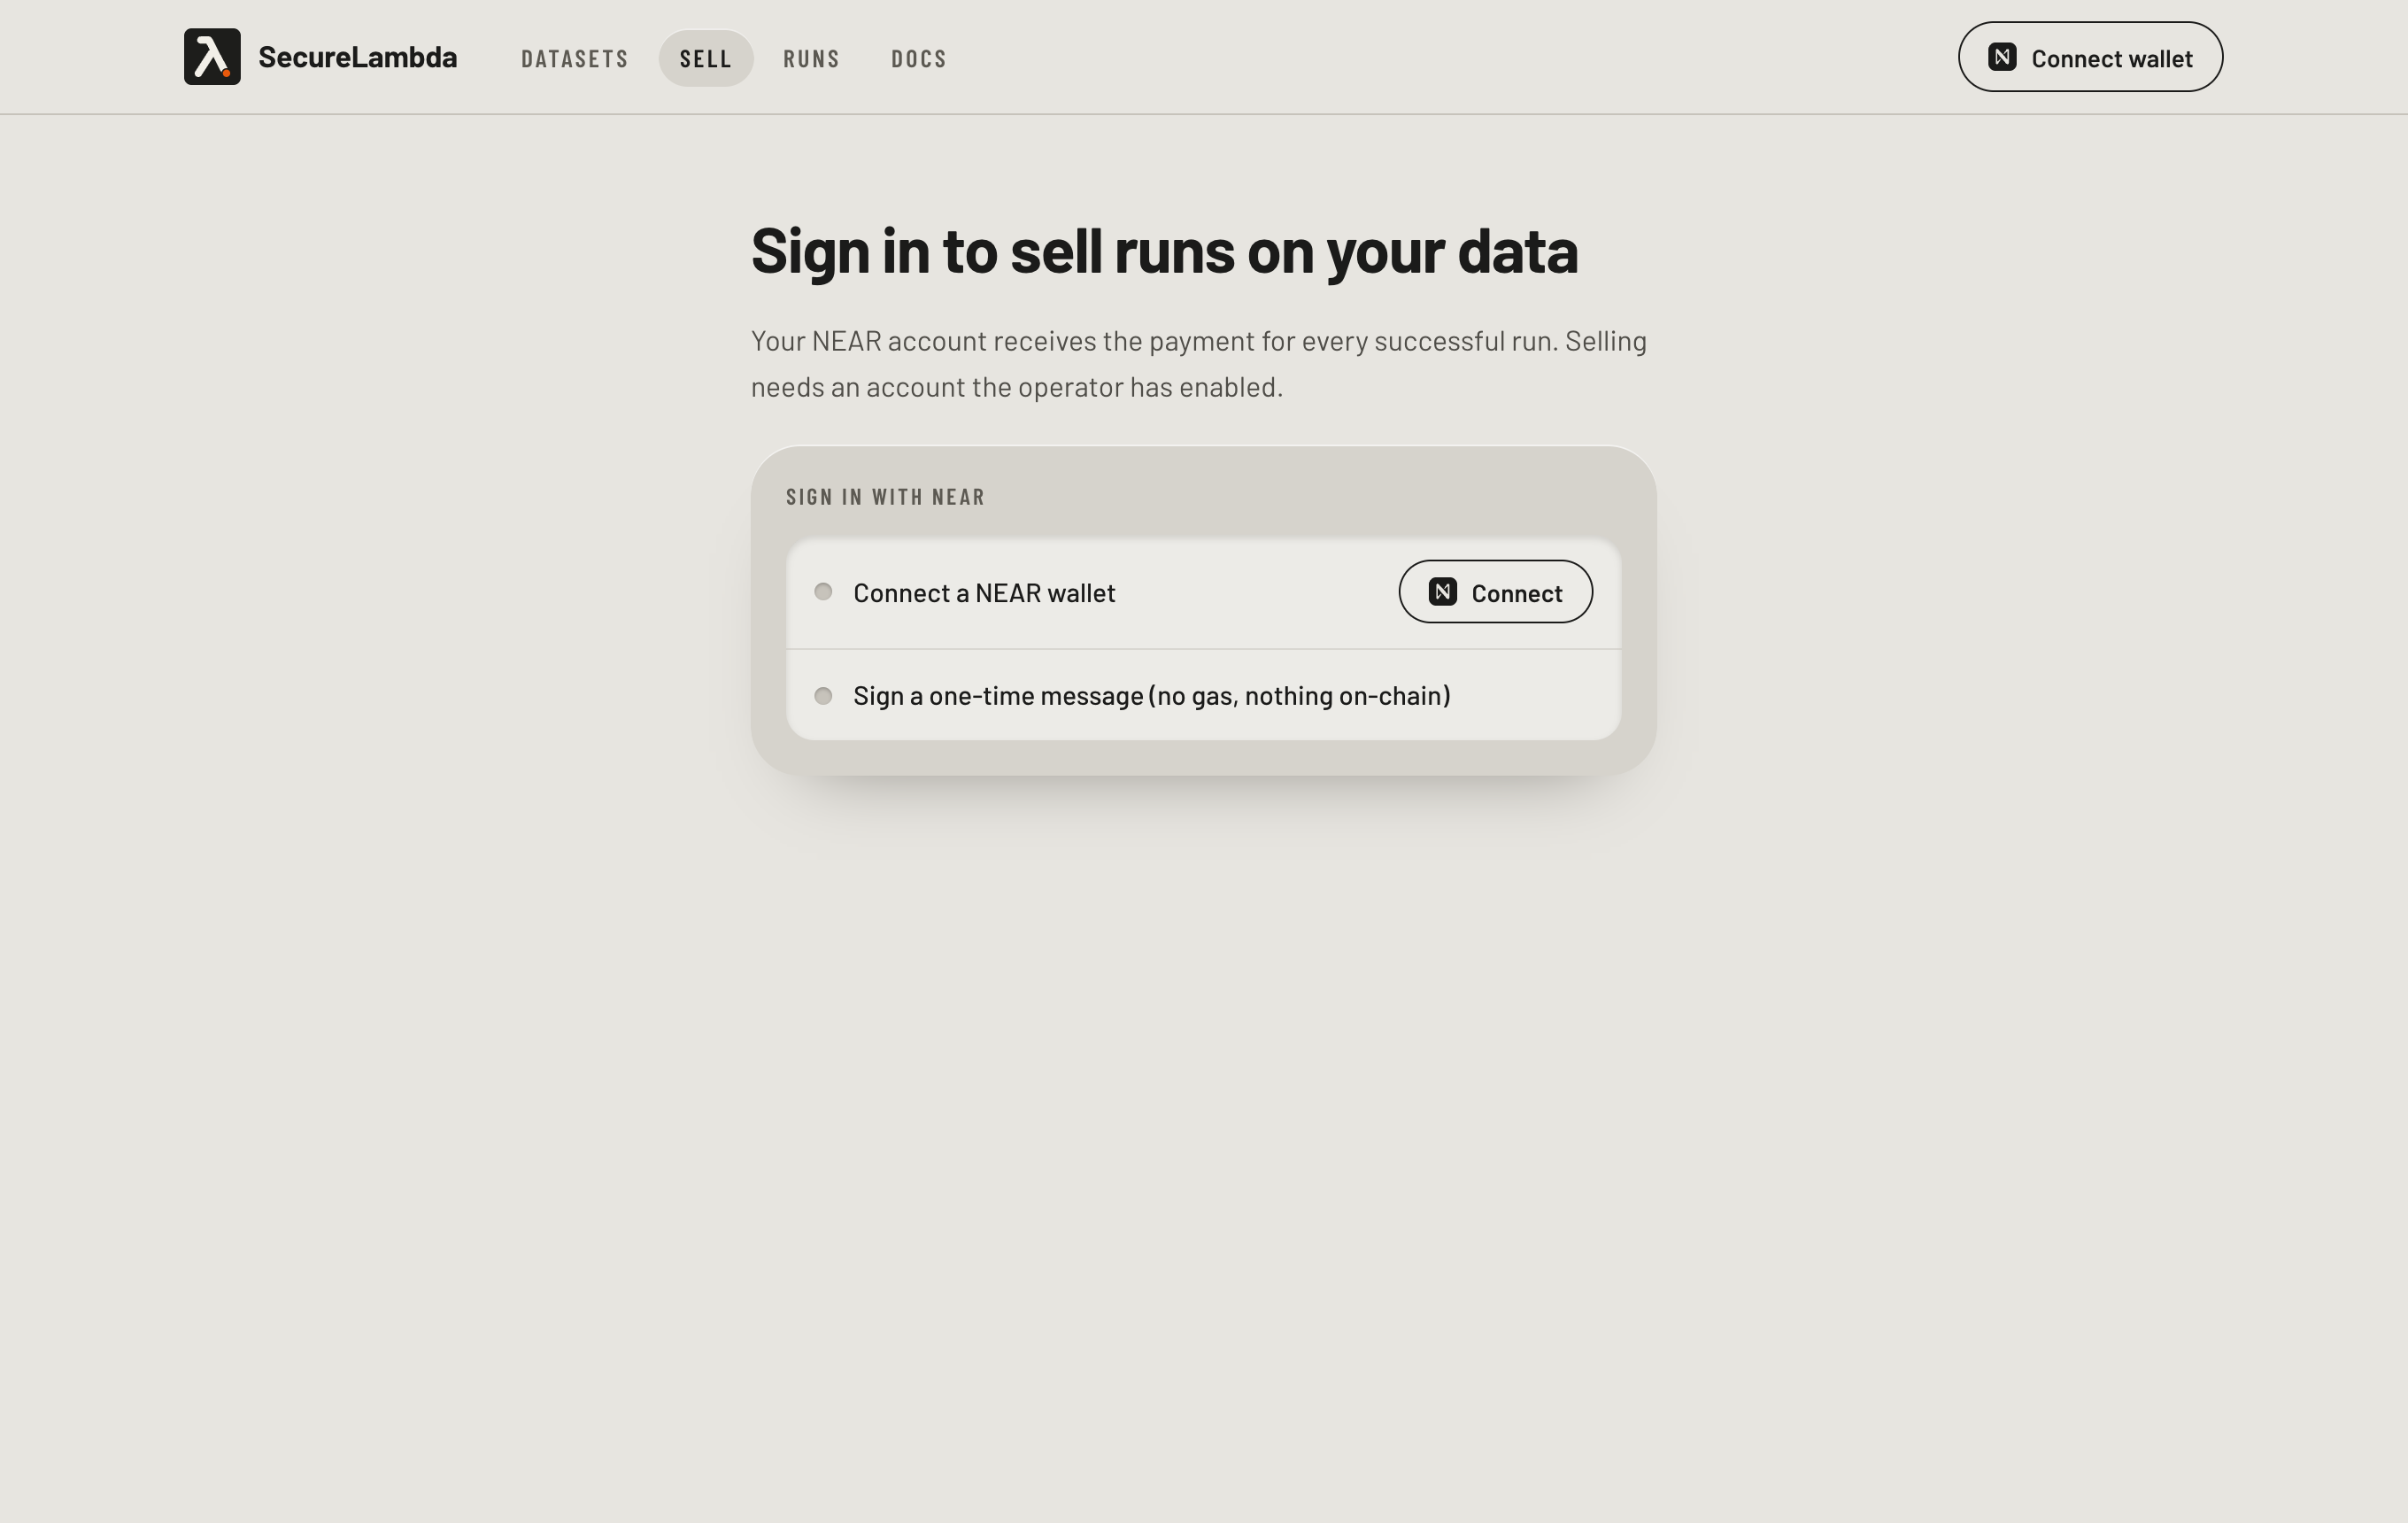 SecureLambda
DATASETS
SELL
RUNS
DOCS
Connect wallet
Sign in to sell runs on your data
Your NEAR account receives the payment for every successful run. Selling
needs an account the operator has enabled.
SIGN IN WITH NEAR
Connect a NEAR wallet
Connect
Sign a one-time message (no gas, nothing on-chain)